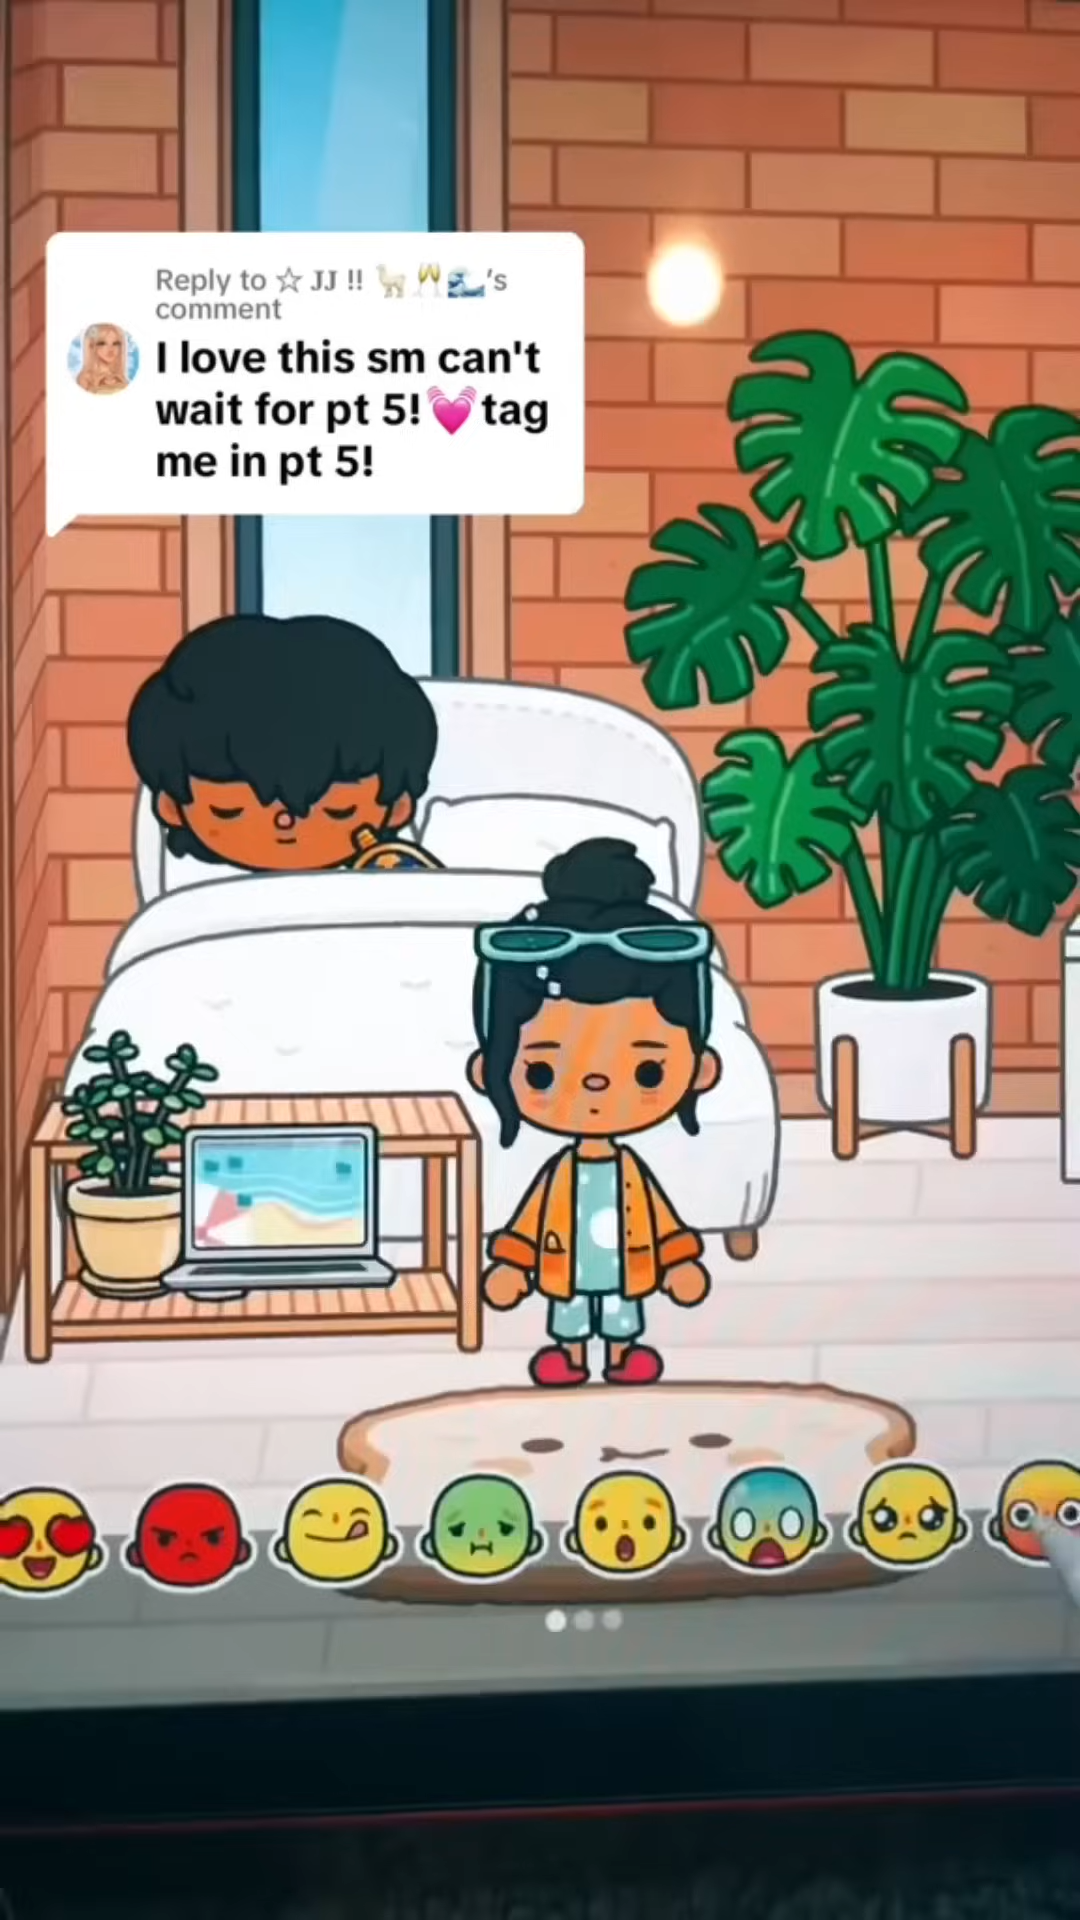 Reply to ☆ JJ !! 🦙🥂🌊's
comment
I love this sm can't
wait for pt 5!💓tag
me in pt 5!